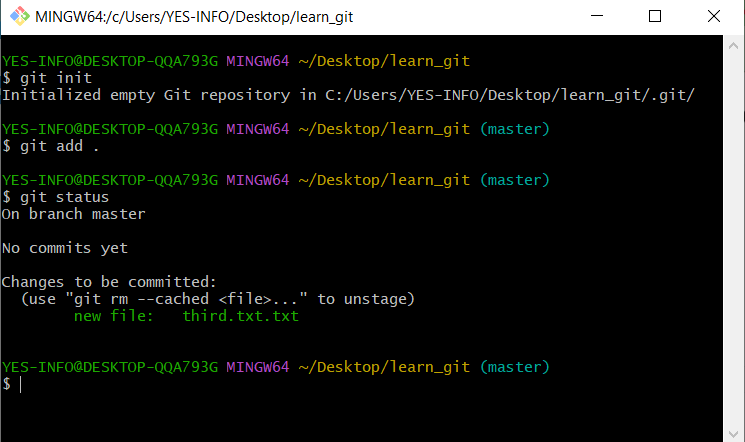 MINGW64:/c/Users/YES-INFO/Desktop/learn_git
YES-INFO@DESKTOP-QQA793G MINGW64 ~/Desktop/learn_git
$ git init
Initialized empty Git repository in C:/Users/YES-INFO/Desktop/learn_git/.git/
YES-INFO@DESKTOP-QQA793G MINGW64 ~/Desktop/learn_git (master)
$ git add .
YES-INFO@DESKTOP-QQA793G MINGW64 ~/Desktop/learn_git (master)
$ git status
On branch master
No commits yet
Changes to be committed:
  (use "git rm --cached <file>..." to unstage)
        new file:   third.txt.txt
YES-INFO@DESKTOP-QQA793G MINGW64 ~/Desktop/learn_git (master)
$